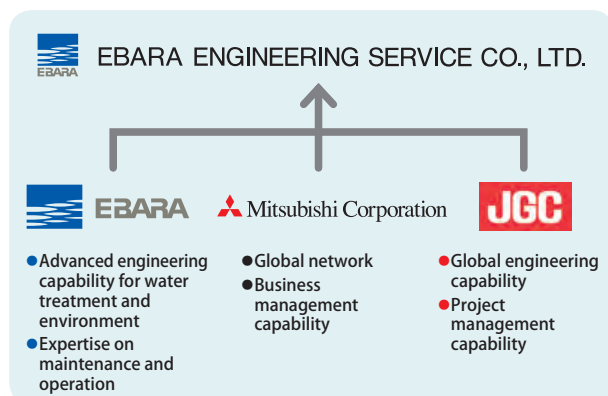 EBARA
EBARA ENGINEERING SERVICE CO., LTD.
EBARA
Mitsubishi Corporation
JGC
●Advanced engineering
capability for water
treatment and
environment
●Expertise on
maintenance and
operation
●Global network
●Business
management
capability
●Global engineering
capability
●Project
management
capability